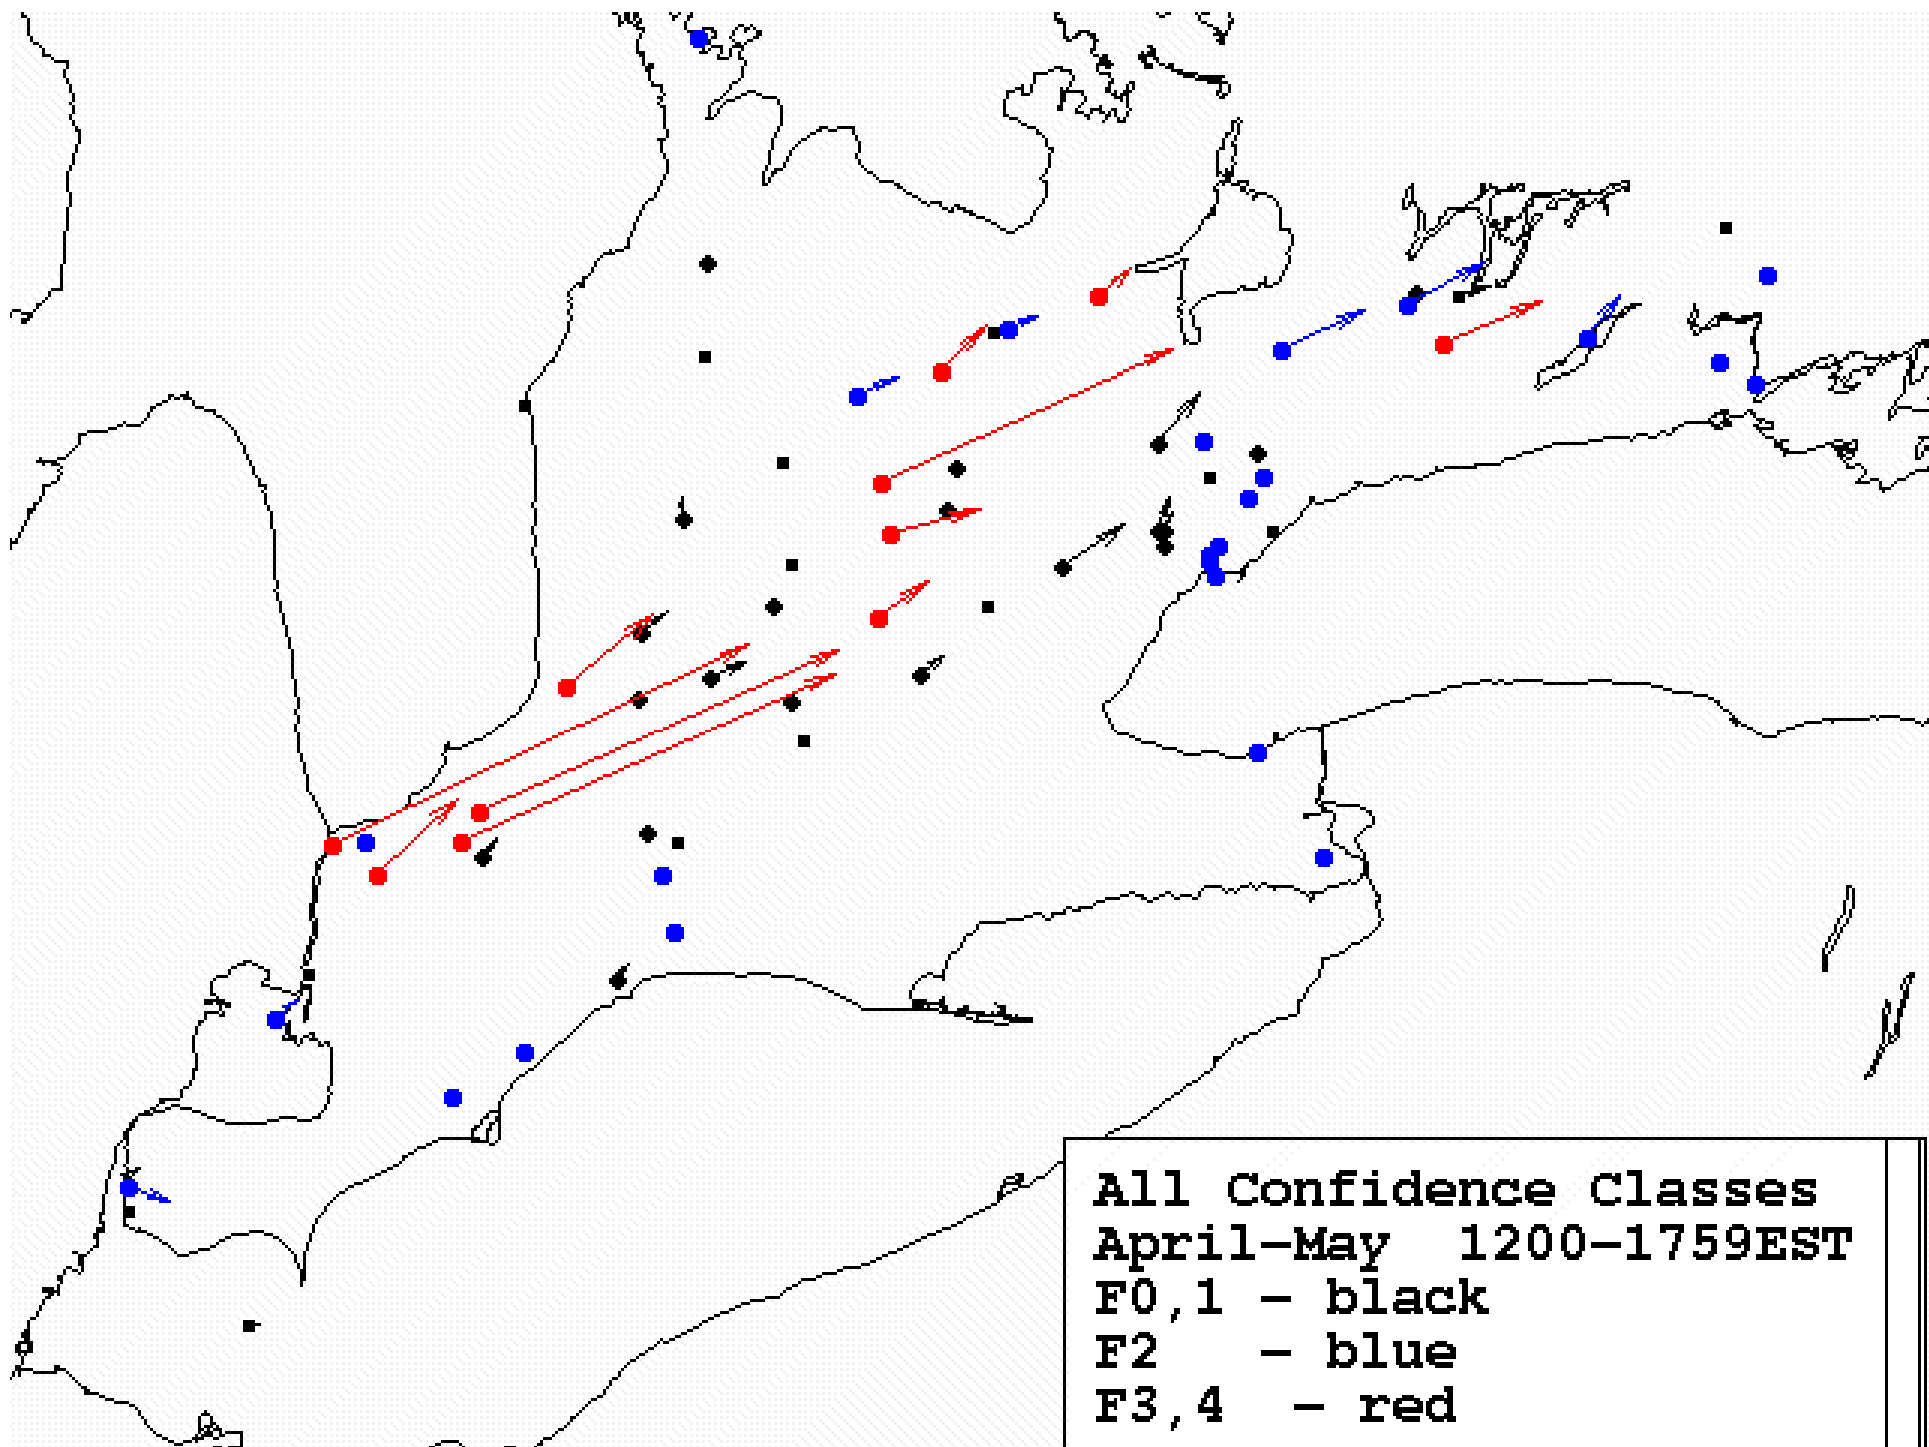 All Confidence Classes
April-May 1200-1759EST
F0,1 - black
F2 - blue
F3,4 - red